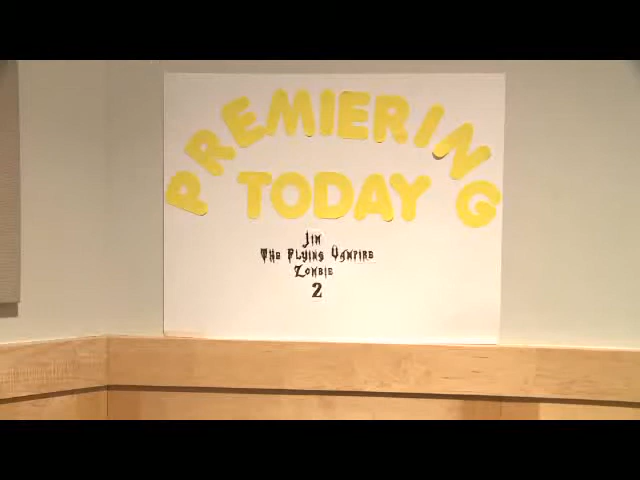 PREMIERING
TODAY
Jim
The Flying Vampire
Zombie
2